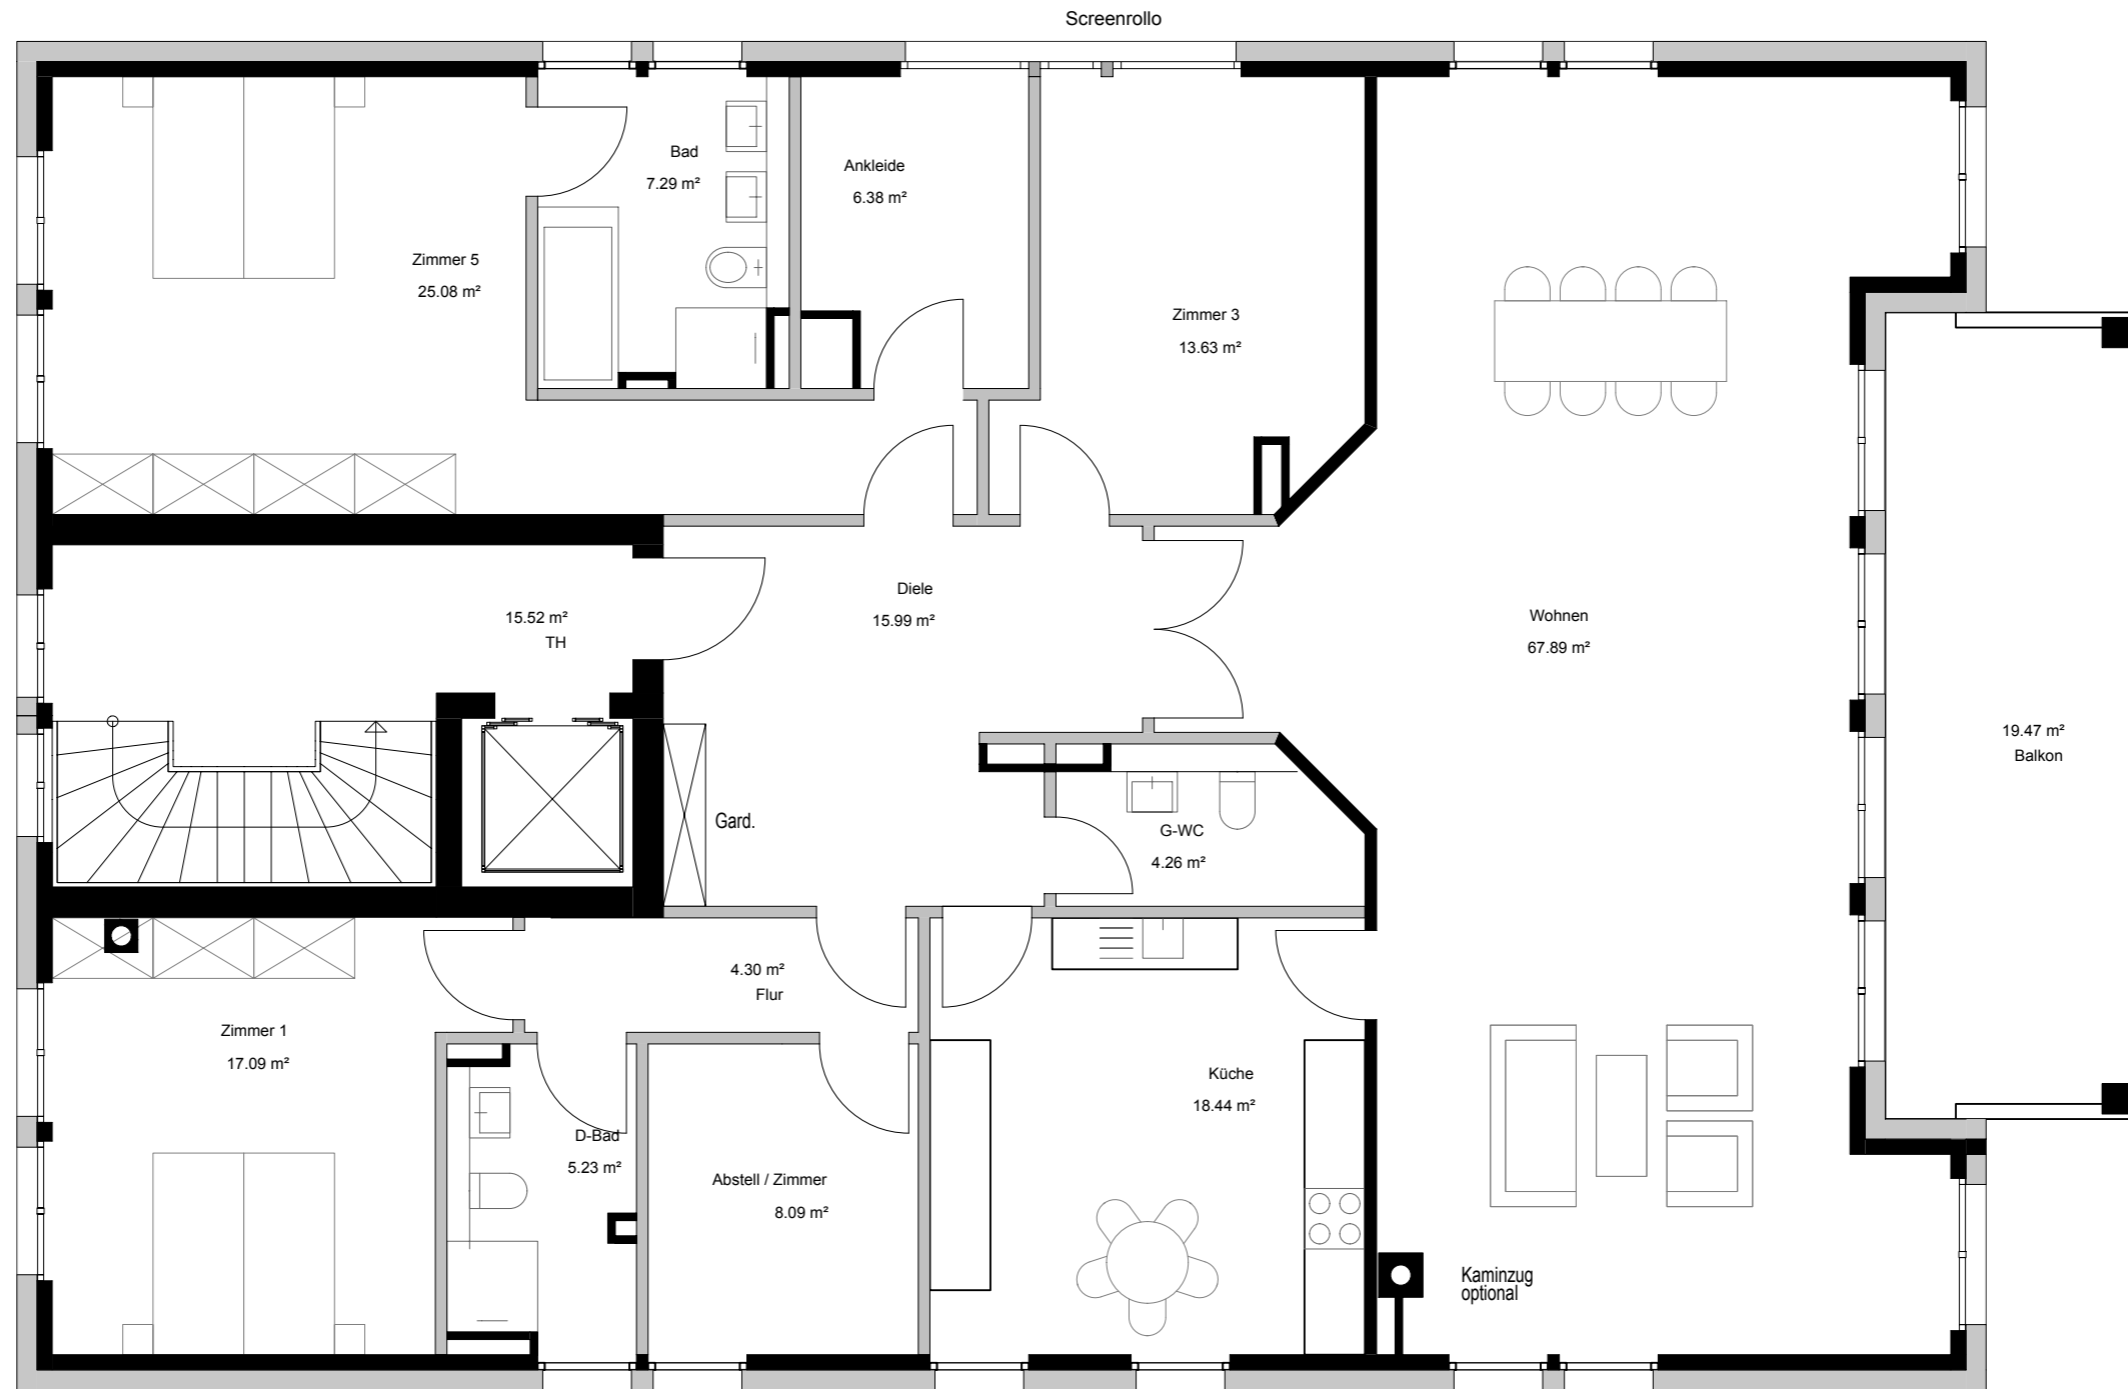 Screenrollo
Bad
7.29 m²
Ankleide
6.38 m²
Zimmer 5
25.08 m²
Zimmer 3
13.63 m²
15.52 m²
TH
Diele
15.99 m²
Wohnen
67.89 m²
19.47 m²
Balkon
Gard.
G-WC
4.26 m²
4.30 m²
Flur
Zimmer 1
17.09 m²
Küche
18.44 m²
D-Bad
5.23 m²
Abstell / Zimmer
8.09 m²
Kaminzug
optional